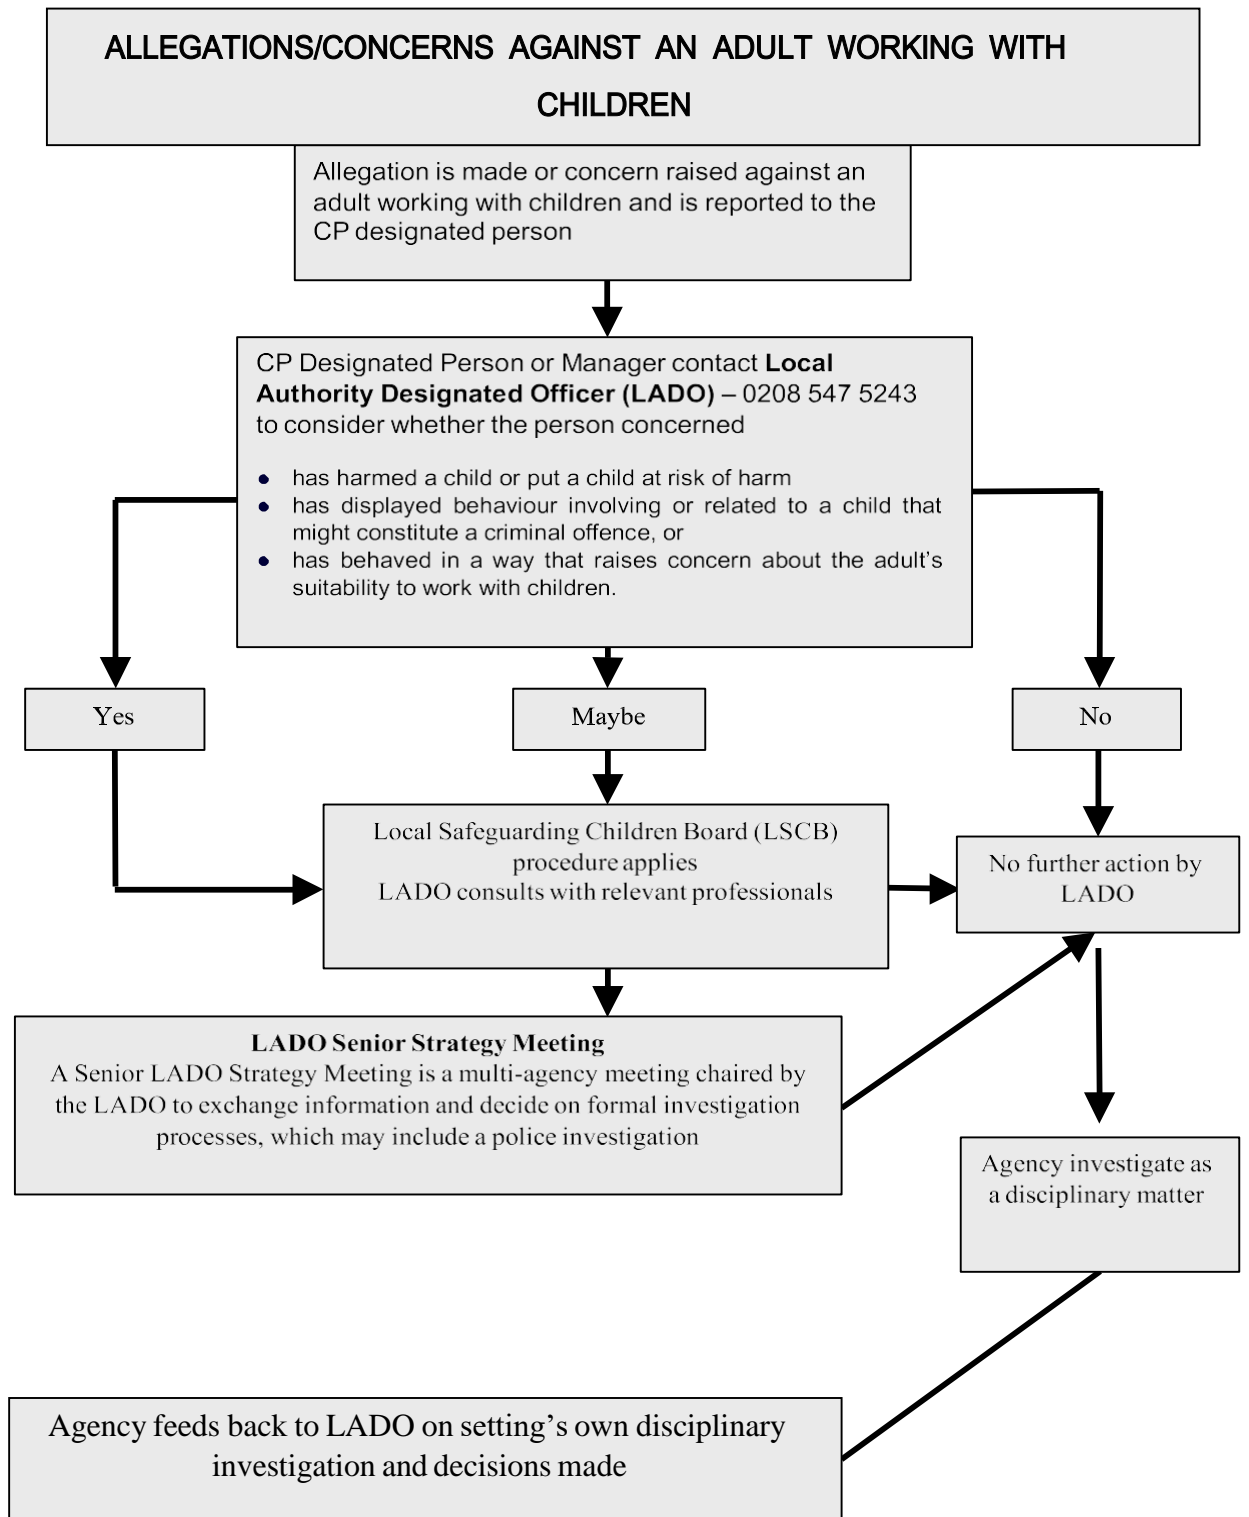 ALLEGATIONS/CONCERNS AGAINST AN ADULT WORKING WITH
CHILDREN
Allegation is made or concern raised against an
adult working with children and is reported to the
CP designated person
CP Designated Person or Manager contact Local
Authority Designated Officer (LADO) – 0208 547 5243
to consider whether the person concerned
• has harmed a child or put a child at risk of harm
• has displayed behaviour involving or related to a child that
might constitute a criminal offence, or
• has behaved in a way that raises concern about the adult's
suitability to work with children.
Yes
Maybe
No
Local Safeguarding Children Board (LSCB)
procedure applies
LADO consults with relevant professionals
No further action by
LADO
LADO Senior Strategy Meeting
A Senior LADO Strategy Meeting is a multi-agency meeting chaired by
the LADO to exchange information and decide on formal investigation
processes, which may include a police investigation
Agency investigate as
a disciplinary matter
Agency feeds back to LADO on setting's own disciplinary
investigation and decisions made